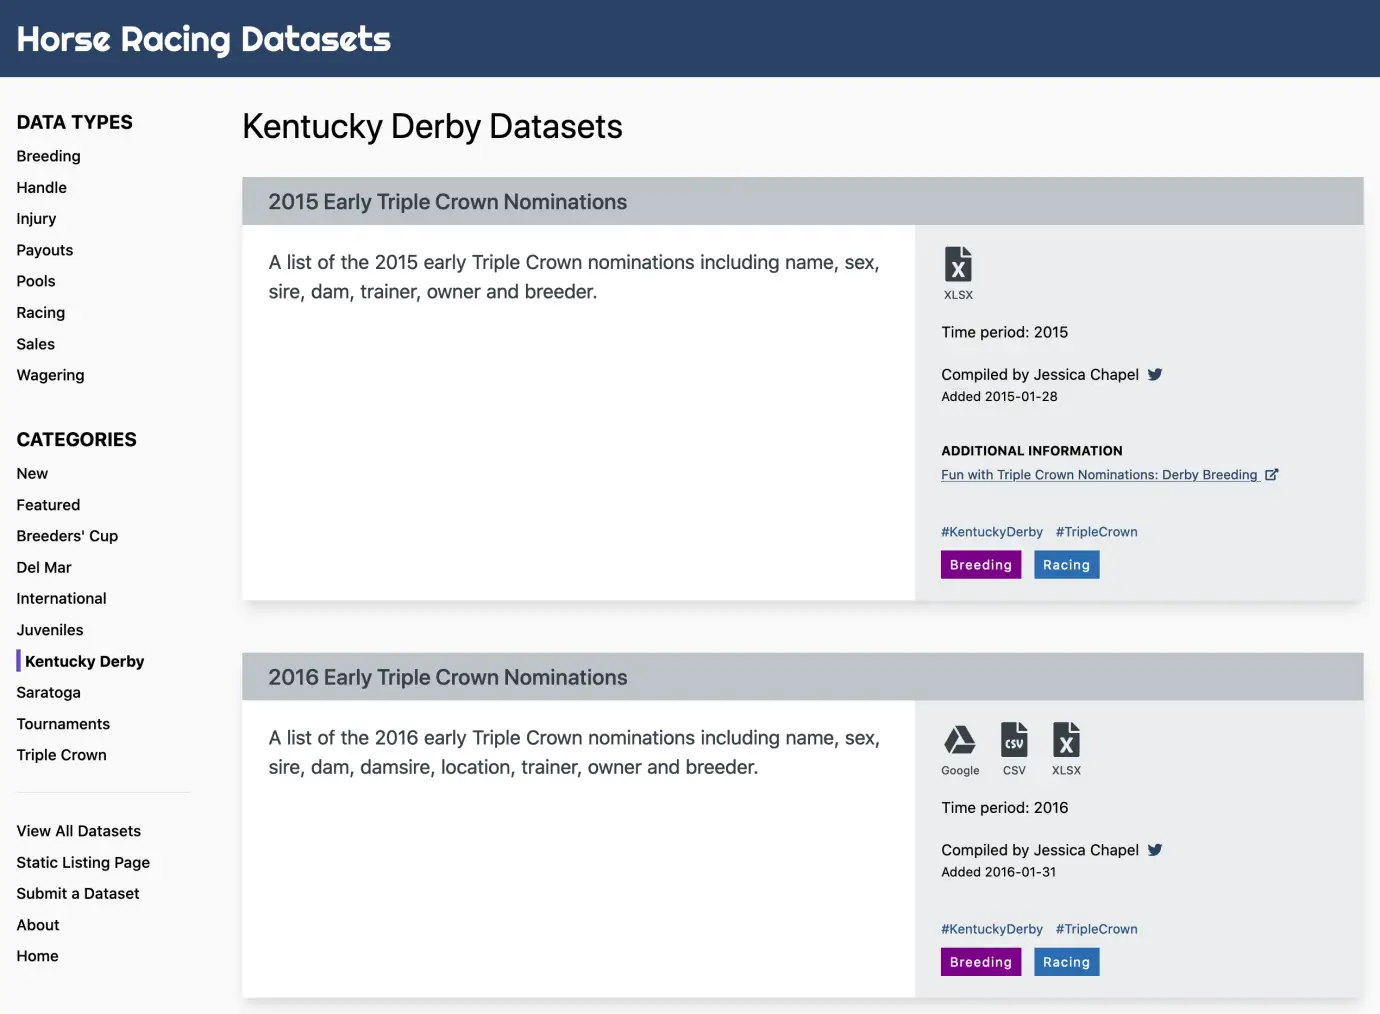 Horse Racing Datasets
DATA TYPES
Breeding
Handle
Injury
Payouts
Pools
Racing
Sales
Wagering
CATEGORIES
New
Featured
Breeders' Cup
Del Mar
International
Juveniles
Kentucky Derby
Saratoga
Tournaments
Triple Crown
View All Datasets
Static Listing Page
Submit a Dataset
About
Home
Kentucky Derby Datasets
2015 Early Triple Crown Nominations
A list of the 2015 early Triple Crown nominations including name, sex,
sire, dam, trainer, owner and breeder.
X
XLSX
Time period: 2015
Compiled by Jessica Chapel
Added 2015-01-28
ADDITIONAL INFORMATION
Fun with Triple Crown Nominations: Derby Breeding
#KentuckyDerby #TripleCrown
Breeding Racing
2016 Early Triple Crown Nominations
A list of the 2016 early Triple Crown nominations including name, sex,
sire, dam, damsire, location, trainer, owner and breeder.
CSV X
Google CSV XLSX
Time period: 2016
Compiled by Jessica Chapel
Added 2016-01-31
#KentuckyDerby #TripleCrown
Breeding Racing